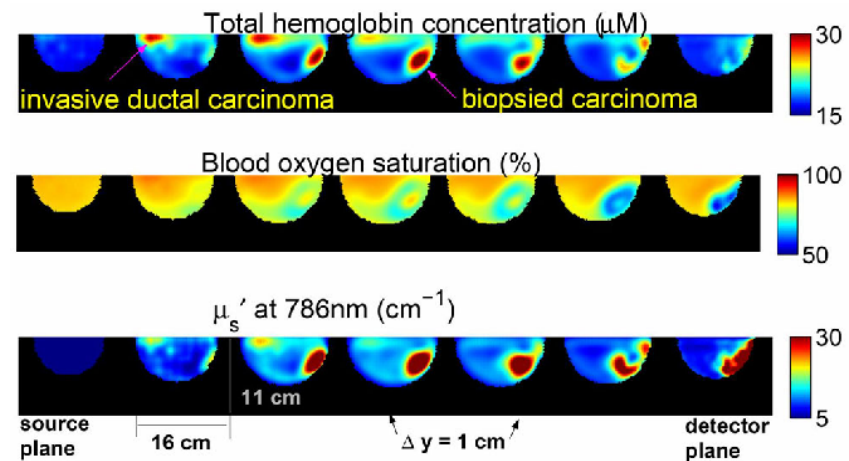 Total hemoglobin concentration (μM)
30
15
invasive ductal carcinoma
biopsied carcinoma
Blood oxygen saturation (%)
100
50
μs′ at 786nm (cm⁻¹)
30
5
11 cm
source
plane
16 cm
Δ y = 1 cm
detector
plane